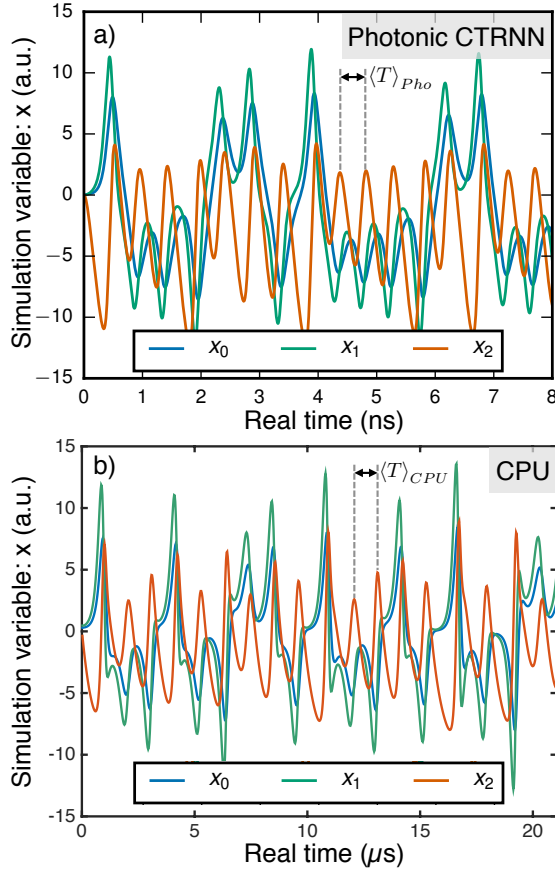 a)
Photonic CTRNN
⟨T⟩Pho
Simulation variable: x (a.u.)
15
10
5
0
−5
−10
−15
x0 x1 x2
0 1 2 3 4 5 6 7 8
Real time (ns)
b)
CPU
⟨T⟩CPU
Simulation variable: x (a.u.)
15
10
5
0
-5
-10
-15
x0 x1 x2
0 5 10 15 20
Real time (μs)